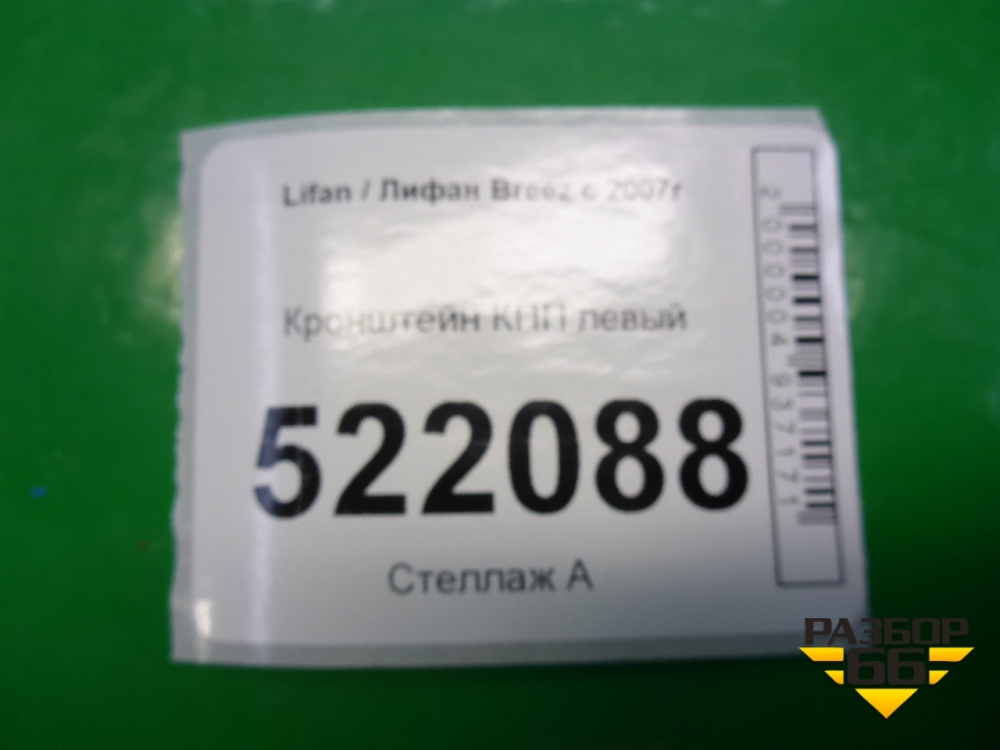 Lifan / Лифан Breez с 2007г
Кронштейн КПП левый
522088
Стеллаж А
2000004937171
РАЗБОР
66